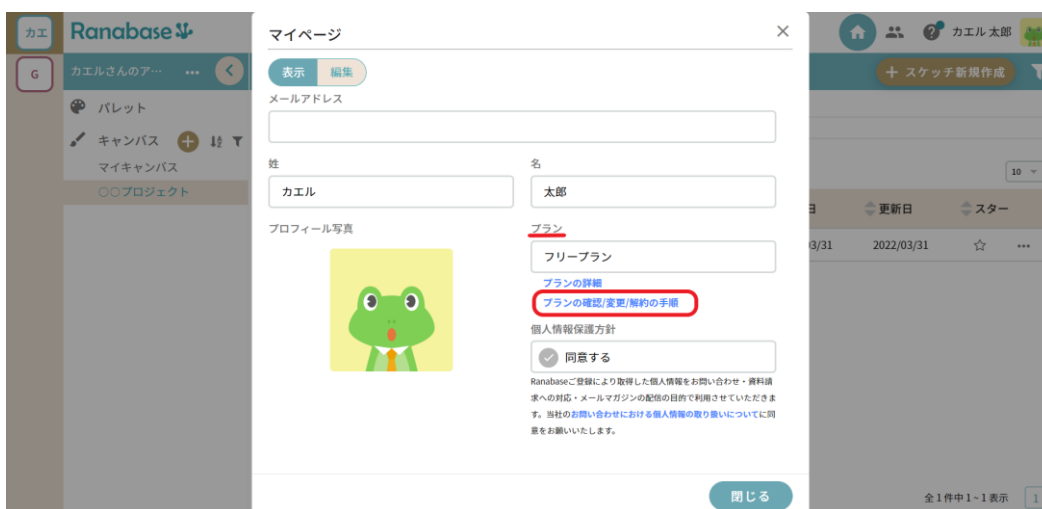 カエ
Ranabase
カエル 太郎
G
カエルさんのア… …
+ スケッチ新規作成
パレット
キャンバス
マイキャンバス
○○プロジェクト
10
更新日
スター
03/31
2022/03/31
全1件中1~1表示
1
マイページ
表示
編集
メールアドレス
姓
名
カエル
太郎
プロフィール写真
プラン
フリープラン
プランの詳細
プランの確認/変更/解約の手順
個人情報保護方針
同意する
Ranabaseご登録により取得した個人情報をお問い合わせ・資料請
求への対応・メールマガジンの配信の目的で利用させていただきま
す。当社のお問い合わせにおける個人情報の取り扱いについてに同
意をお願いいたします。
閉じる